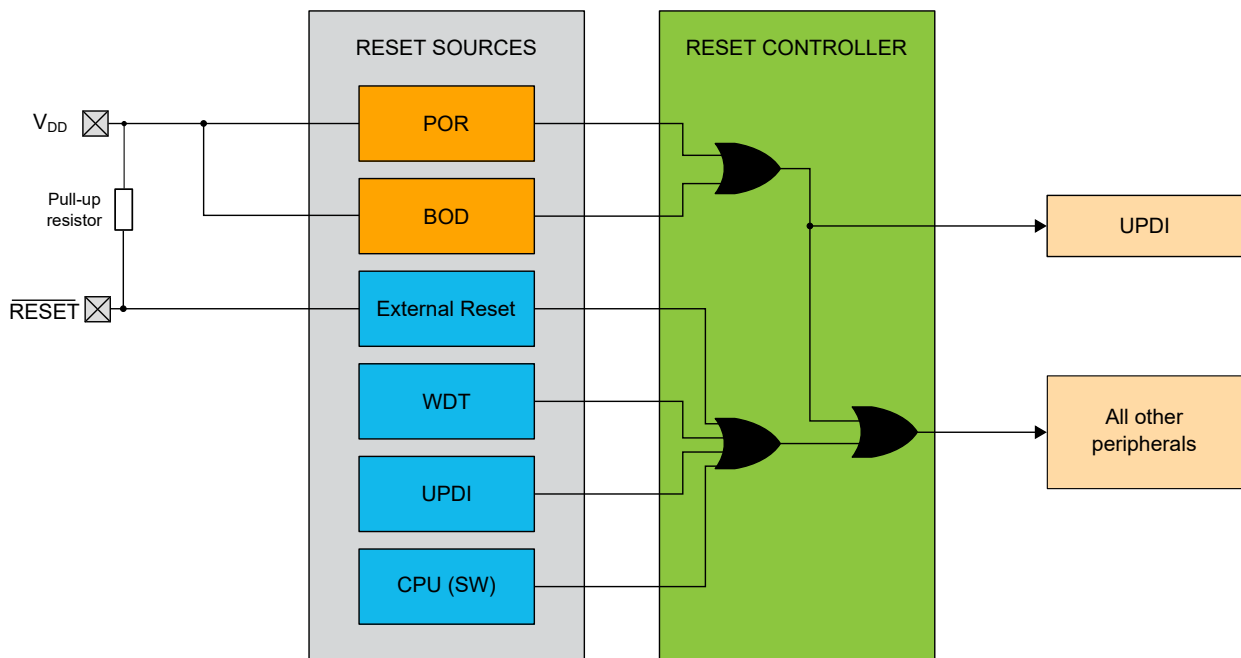 RESET SOURCES
RESET CONTROLLER
V_DD
POR
Pull-up
resistor
BOD
UPDI
RESET
External Reset
WDT
All other
peripherals
UPDI
CPU (SW)